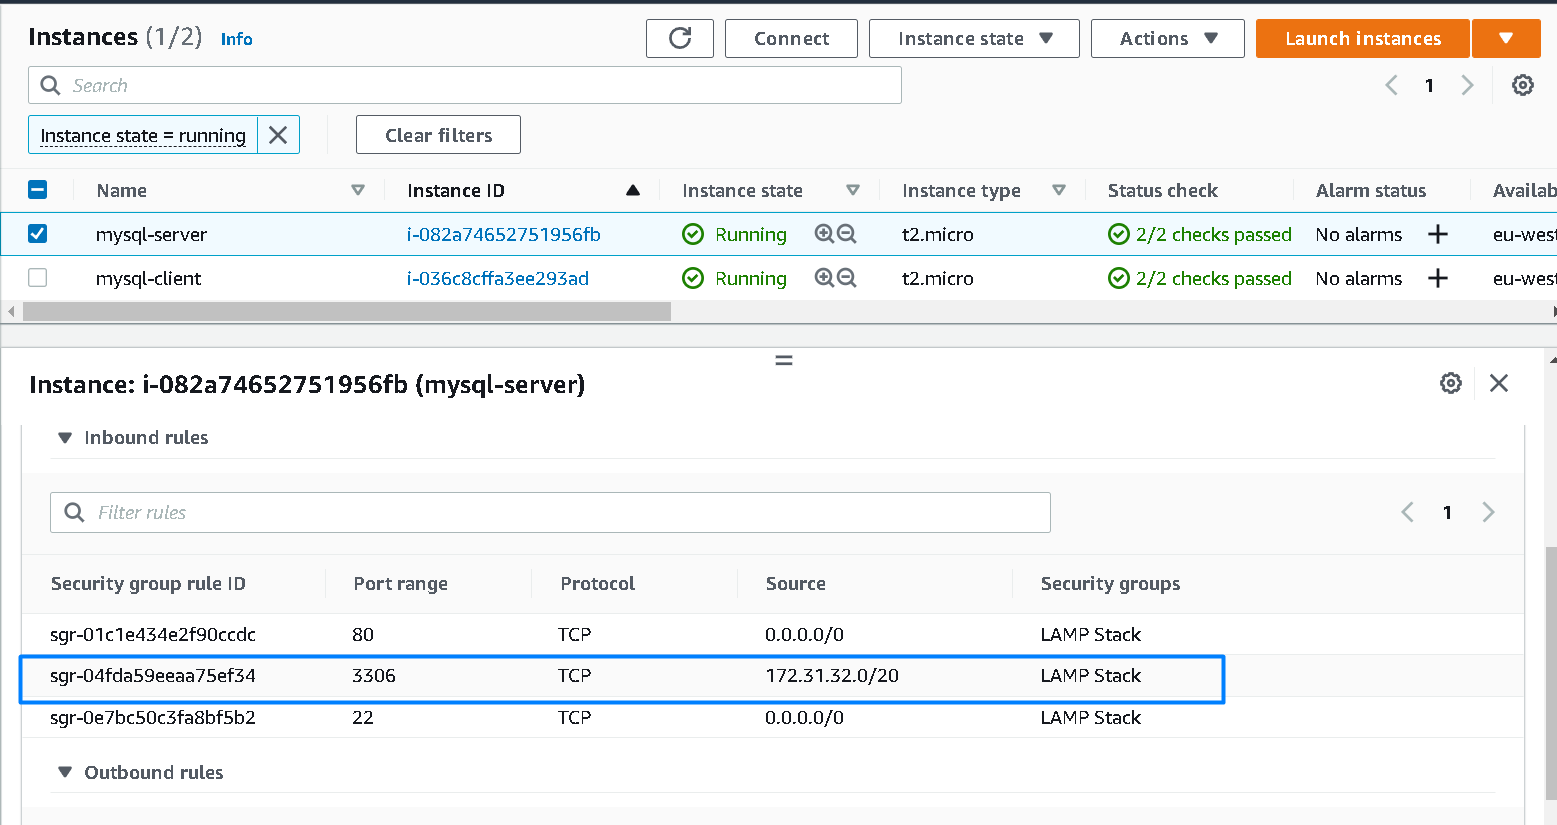 Instances (1/2) Info Connect Instance state Actions Launch instances
Search 1
Instance state = running Clear filters
Name Instance ID Instance state Instance type Status check Alarm status Availab
mysql-server i-082a74652751956fb Running t2.micro 2/2 checks passed No alarms eu-west
mysql-client i-036c8cffa3ee293ad Running t2.micro 2/2 checks passed No alarms eu-west
Instance: i-082a74652751956fb (mysql-server)
Inbound rules
Filter rules 1
Security group rule ID Port range Protocol Source Security groups
sgr-01c1e434e2f90ccdc 80 TCP 0.0.0.0/0 LAMP Stack
sgr-04fda59eeaa75ef34 3306 TCP 172.31.32.0/20 LAMP Stack
sgr-0e7bc50c3fa8bf5b2 22 TCP 0.0.0.0/0 LAMP Stack
Outbound rules